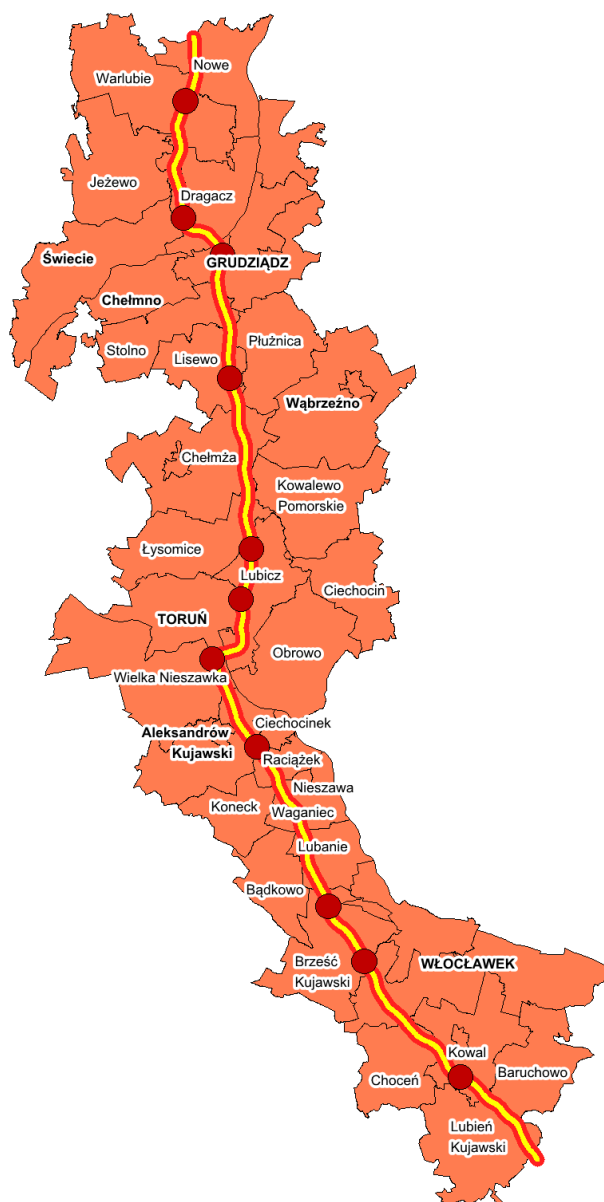 Nowe
Warlubie
Jeżewo
Dragacz
Świecie
GRUDZIĄDZ
Chełmno
Stolno
Płużnica
Lisewo
Wąbrzeźno
Chełmża
Kowalewo
Pomorskie
Łysomice
Lubicz
Ciechociń
TORUŃ
Obrowo
Wielka Nieszawka
Ciechocinek
Aleksandrów
Kujawski
Raciążek
Nieszawa
Koneck
Waganiec
Lubanie
Bądkowo
Brześć
Kujawski
WŁOCŁAWEK
Kowal
Choceń
Baruchowo
Lubień
Kujawski